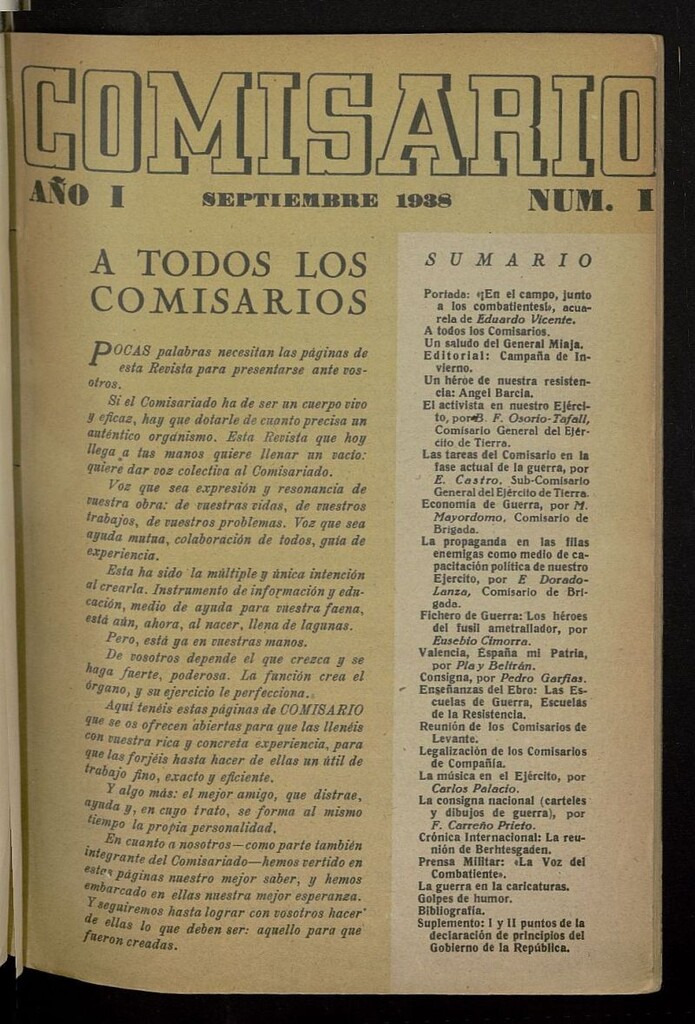 COMISARIO
AÑO I SEPTIEMBRE 1938 NUM. I
A TODOS LOS
COMISARIOS
POCAS palabras necesitan las páginas de
esta Revista para presentarse ante vos-
otros.
Si el Comisariado ha de ser un cuerpo vivo
y eficaz, hay que dotarle de cuanto precisa un
auténtico organismo. Esta Revista que hoy
llega a tus manos quiere llenar un vacío:
quiere dar voz colectiva al Comisariado.
Voz que sea expresión y resonancia de
vuestra obra: de vuestras vidas, de vuestros
trabajos, de vuestros problemas. Voz que sea
ayuda mutua, colaboración de todos, guía de
experiencia.
Esta ha sido la múltiple y única intención
al crearla. Instrumento de información y edu-
cación, medio de ayuda para vuestra faena,
está aún, ahora, al nacer, llena de lagunas.
Pero, está ya en vuestras manos.
De vosotros depende el que crezca y se
haga fuerte, poderosa. La función crea el
órgano, y su ejercicio le perfecciona.
Aquí tenéis estas páginas de COMISARIO
que se os ofrecen abiertas para que las llenéis
con vuestra rica y concreta experiencia, para
que las forjéis hasta hacer de ellas un útil de
trabajo fino, exacto y eficiente.
Y algo más: el mejor amigo, que distrae,
ayuda y, en cuyo trato, se forma al mismo
tiempo la propia personalidad.
En cuanto a nosotros—como parte también
integrante del Comisariado—hemos vertido en
estas páginas nuestro mejor saber, y hemos
embarcado en ellas nuestra mejor esperanza.
Y seguiremos hasta lograr con vosotros hacer
de ellas lo que deben ser: aquello para que
fueron creadas.
SUMARIO
Portada: «¡En el campo, junto
a los combatientes!», acua-
rela de Eduardo Vicente.
A todos los Comisarios.
Un saludo del General Miaja.
Editorial: Campaña de In-
vierno.
Un héroe de nuestra resisten-
cia: Angel Barcia.
El activista en nuestro Ejérci-
to, por B. F. Osorio-Tafall,
Comisario General del Ejér-
cito de Tierra.
Las tareas del Comisario en la
fase actual de la guerra, por
E. Castro. Sub-Comisario
General del Ejército de Tierra.
Economía de Guerra, por M.
Mayordomo, Comisario de
Brigada.
La propaganda en las filas
enemigas como medio de ca-
pacitación política de nuestro
Ejercito, por E Dorado-
Lanza, Comisario de Bri-
gada.
Fichero de Guerra: Los héroes
del fusil ametrallador, por
Eusebio Cimorra.
Valencia, España mi Patria,
por Pla y Beltrán.
Consigna, por Pedro Garfias.
Enseñanzas del Ebro: Las Es-
cuelas de Guerra, Escuelas
de la Resistencia.
Reunión de los Comisarios de
Levante.
Legalización de los Comisarios
de Compañía.
La música en el Ejército, por
Carlos Palacio.
La consigna nacional (carteles
y dibujos de guerra), por
F. Carreño Prieto.
Crónica Internacional: La reu-
nión de Berhtesgaden.
Prensa Militar: «La Voz del
Combatiente».
La guerra en la caricaturas.
Golpes de humor.
Bibliografía.
Suplemento: I y II puntos de la
declaración de principios del
Gobierno de la República.